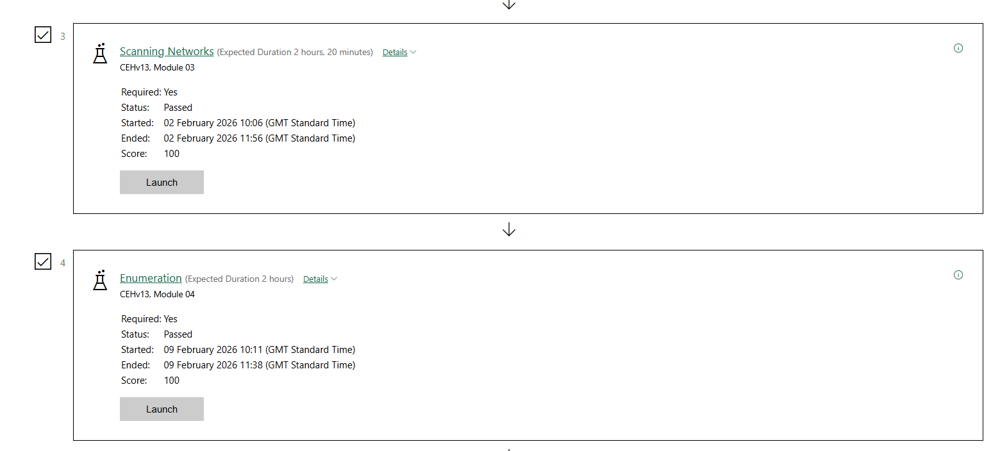 3
Scanning Networks (Expected Duration 2 hours, 20 minutes) Details
CEHv13, Module 03
Required: Yes
Status: Passed
Started: 02 February 2026 10:06 (GMT Standard Time)
Ended: 02 February 2026 11:56 (GMT Standard Time)
Score: 100
Launch
4
Enumeration (Expected Duration 2 hours) Details
CEHv13, Module 04
Required: Yes
Status: Passed
Started: 09 February 2026 10:11 (GMT Standard Time)
Ended: 09 February 2026 11:38 (GMT Standard Time)
Score: 100
Launch